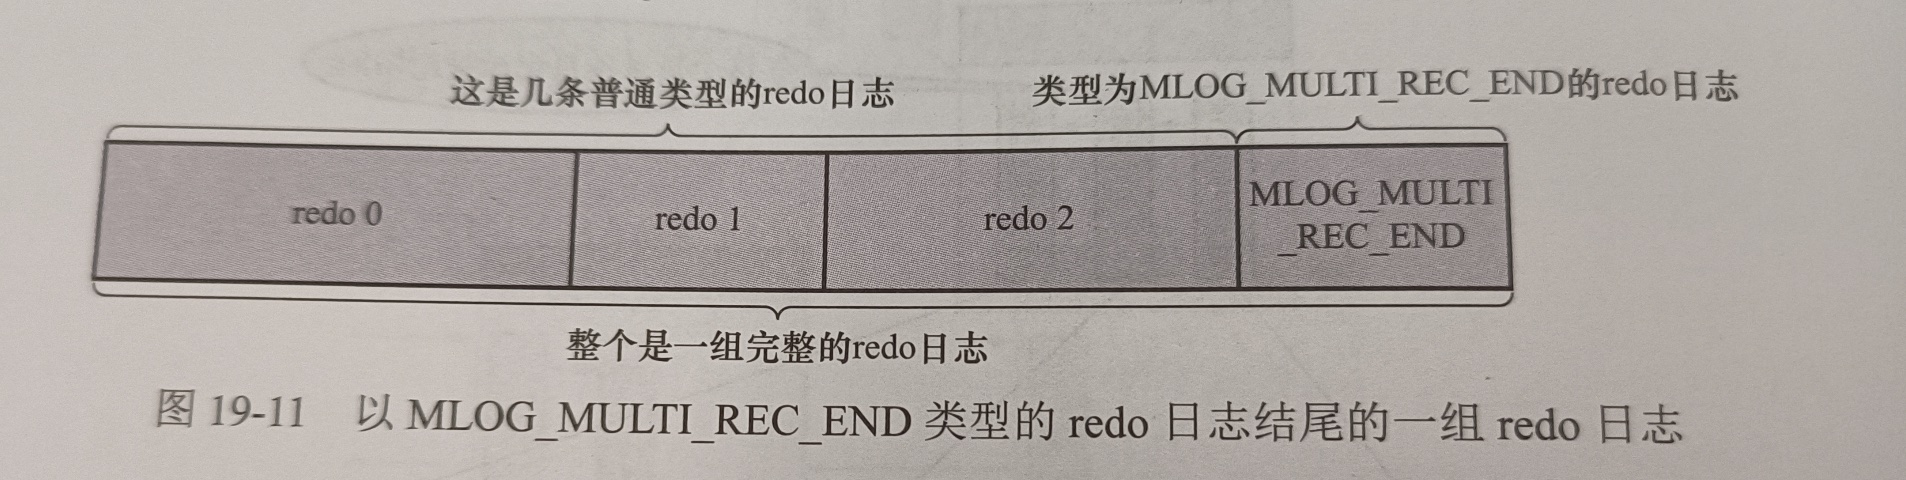 这是几条普通类型的redo日志
类型为MLOG_MULTI_REC_END的redo日志
redo 0
redo 1
redo 2
MLOG_MULTI
_REC_END
整个是一组完整的redo日志
图 19-11 以 MLOG_MULTI_REC_END 类型的 redo 日志结尾的一组 redo 日志